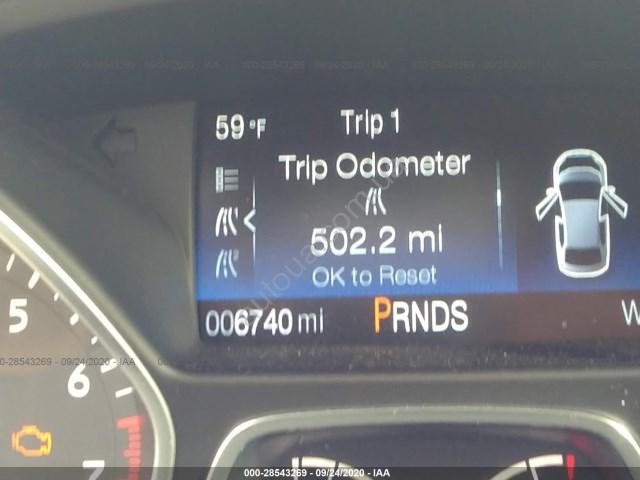 59 °F
Trip 1
Trip Odometer
502.2 mi
OK to Reset
006740 mi
PRNDS
W
5
6
7
000-28543269 - 09/24/2020 - IAA